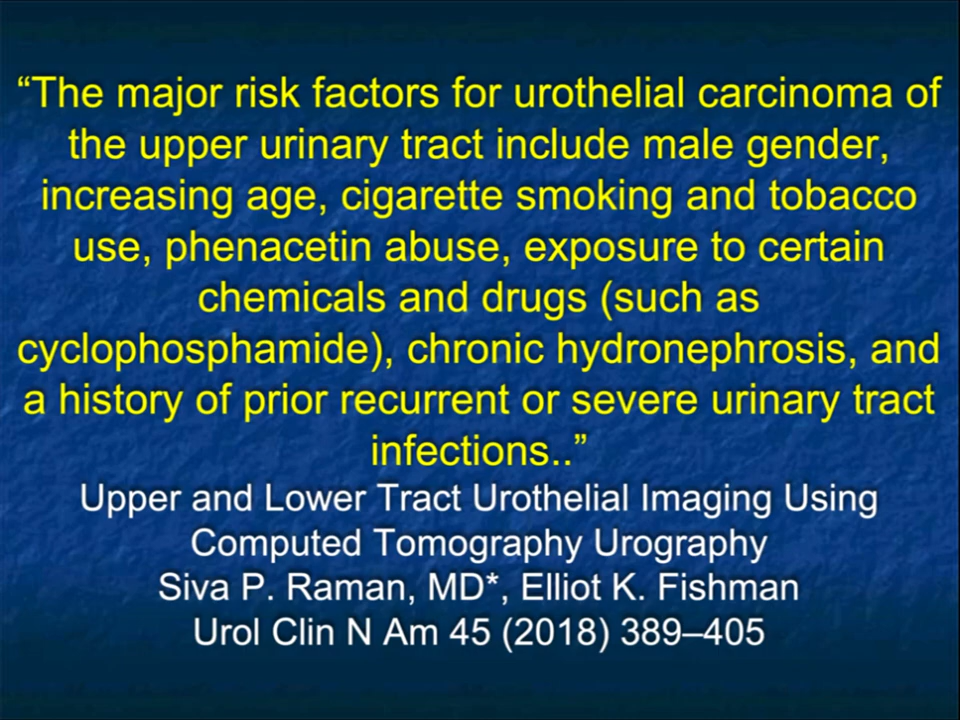 “The major risk factors for urothelial carcinoma of
the upper urinary tract include male gender,
increasing age, cigarette smoking and tobacco
use, phenacetin abuse, exposure to certain
chemicals and drugs (such as
cyclophosphamide), chronic hydronephrosis, and
a history of prior recurrent or severe urinary tract
infections..”
Upper and Lower Tract Urothelial Imaging Using
Computed Tomography Urography
Siva P. Raman, MD*, Elliot K. Fishman
Urol Clin N Am 45 (2018) 389–405